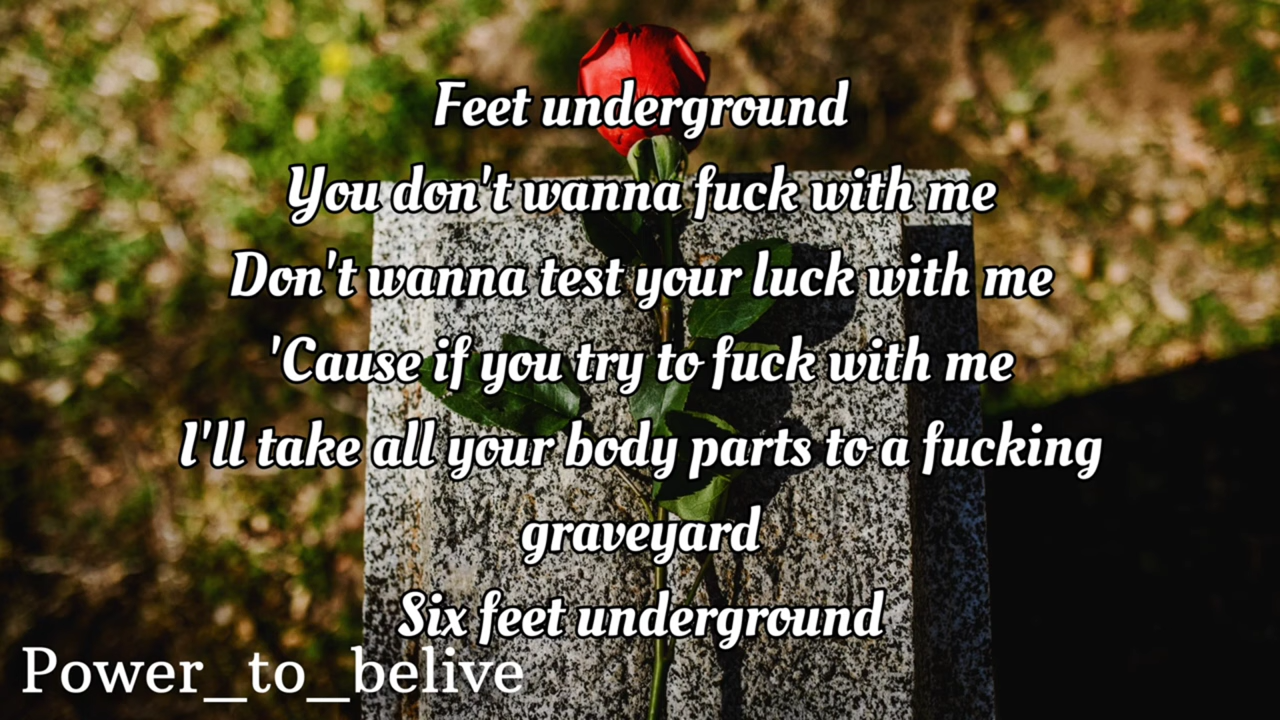 Feet underground
You don't wanna fuck with me
Don't wanna test your luck with me
'Cause if you try to fuck with me
I'll take all your body parts to a fucking
graveyard
Six feet underground
Power_to_belive